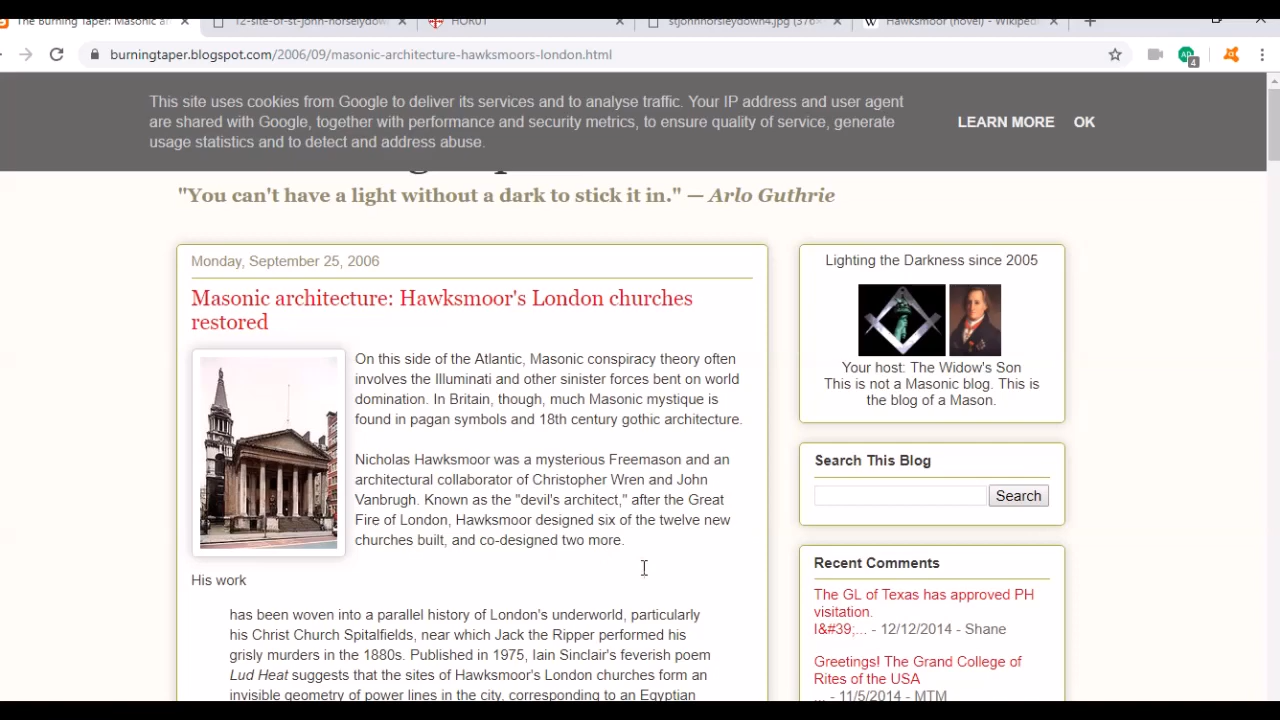 The Burning Taper: Masonic a
12-site-of-st-john-horselydown
HOR01
stjohnhorsleydown4.jpg (376×
Hawksmoor (novel) - Wikiped
burningtaper.blogspot.com/2006/09/masonic-architecture-hawksmoors-london.html
4
This site uses cookies from Google to deliver its services and to analyse traffic. Your IP address and user agent
are shared with Google, together with performance and security metrics, to ensure quality of service, generate
usage statistics and to detect and address abuse.
LEARN MORE OK
"You can't have a light without a dark to stick it in." — Arlo Guthrie
Monday, September 25, 2006
Masonic architecture: Hawksmoor's London churches
restored
On this side of the Atlantic, Masonic conspiracy theory often
involves the Illuminati and other sinister forces bent on world
domination. In Britain, though, much Masonic mystique is
found in pagan symbols and 18th century gothic architecture.
Nicholas Hawksmoor was a mysterious Freemason and an
architectural collaborator of Christopher Wren and John
Vanbrugh. Known as the "devil's architect," after the Great
Fire of London, Hawksmoor designed six of the twelve new
churches built, and co-designed two more.
His work
has been woven into a parallel history of London's underworld, particularly
his Christ Church Spitalfields, near which Jack the Ripper performed his
grisly murders in the 1880s. Published in 1975, Iain Sinclair's feverish poem
Lud Heat suggests that the sites of Hawksmoor's London churches form an
invisible geometry of power lines in the city, corresponding to an Egyptian
Lighting the Darkness since 2005
Your host: The Widow's Son
This is not a Masonic blog. This is
the blog of a Mason.
Search This Blog
Search
Recent Comments
The GL of Texas has approved PH
visitation.
I&#39;... - 12/12/2014 - Shane
Greetings! The Grand College of
Rites of the USA
... - 11/5/2014 - MTM